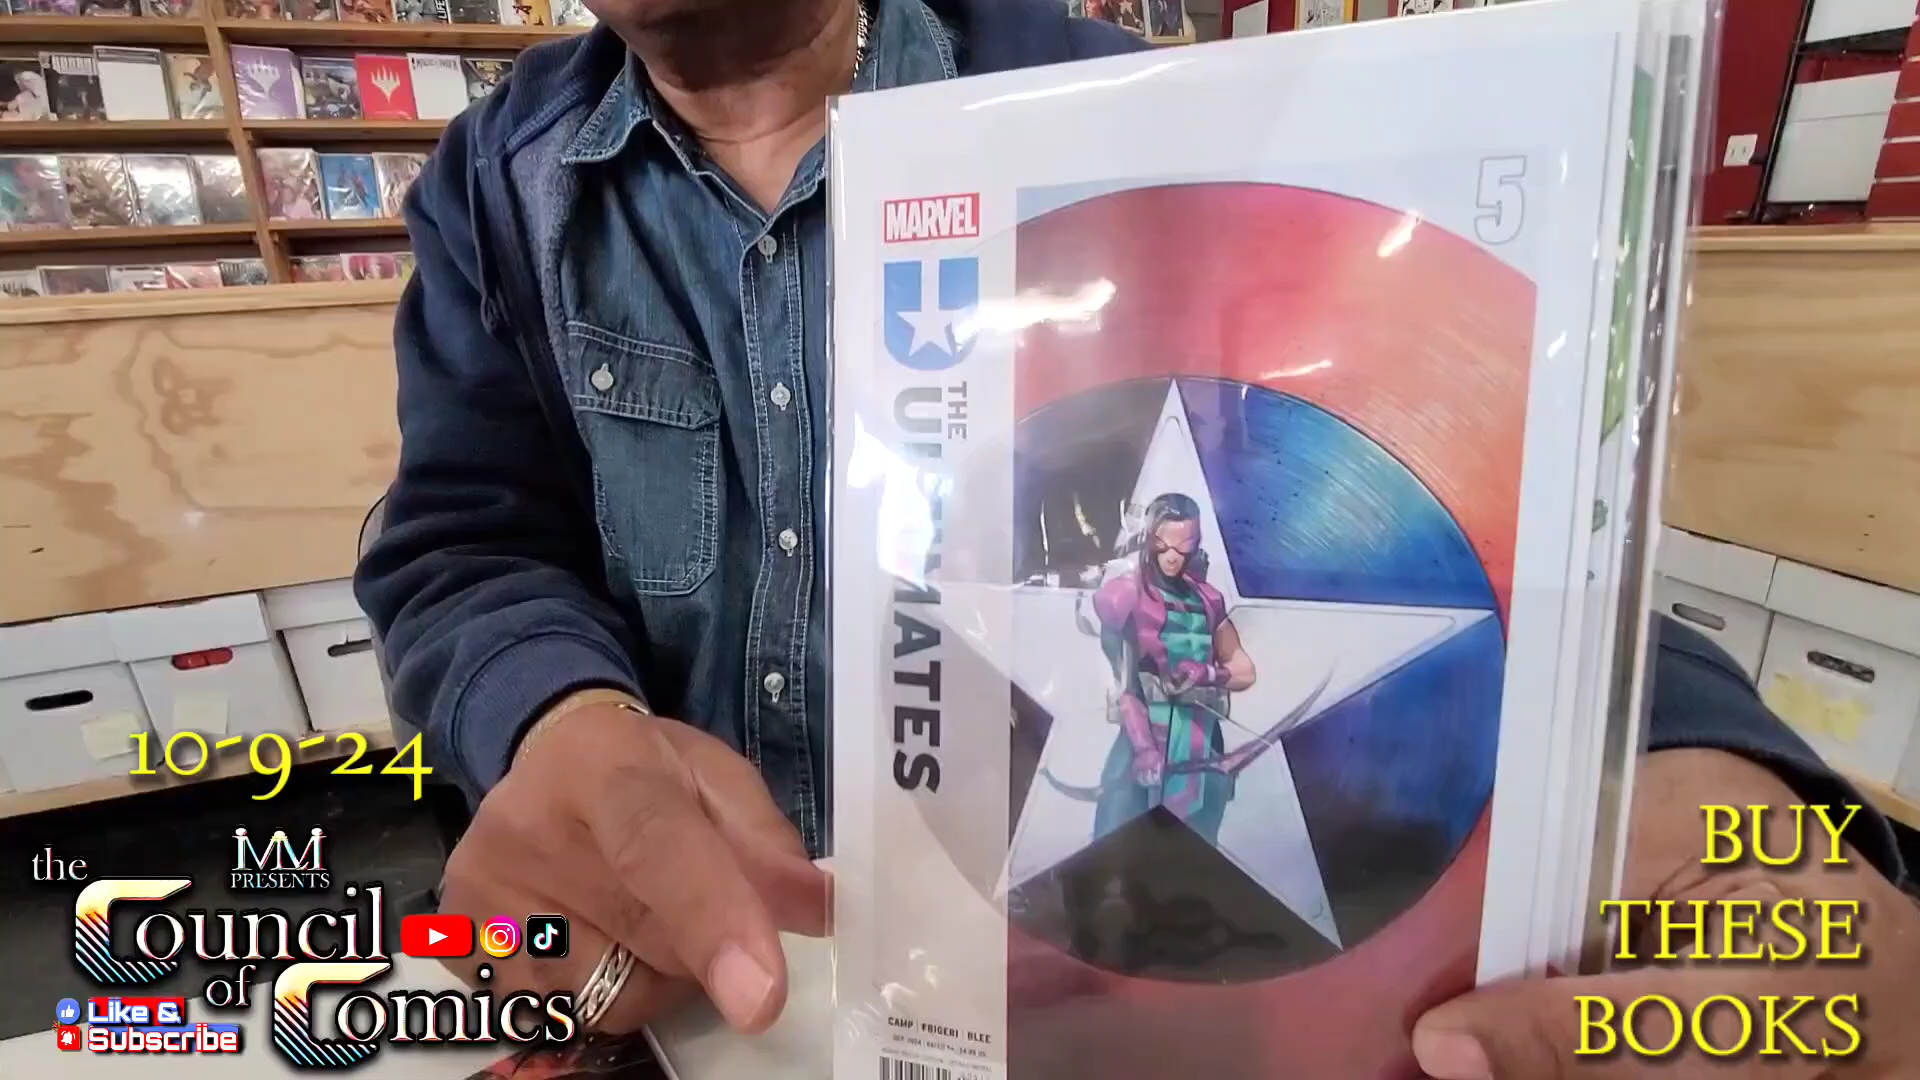 MARVEL
5
THE
ULTIMATES
CAMP | FRIGERI | BLEE
10-9-24
MM
PRESENTS
the
Council
of
Comics
Like &
Subscribe
BUY
THESE
BOOKS